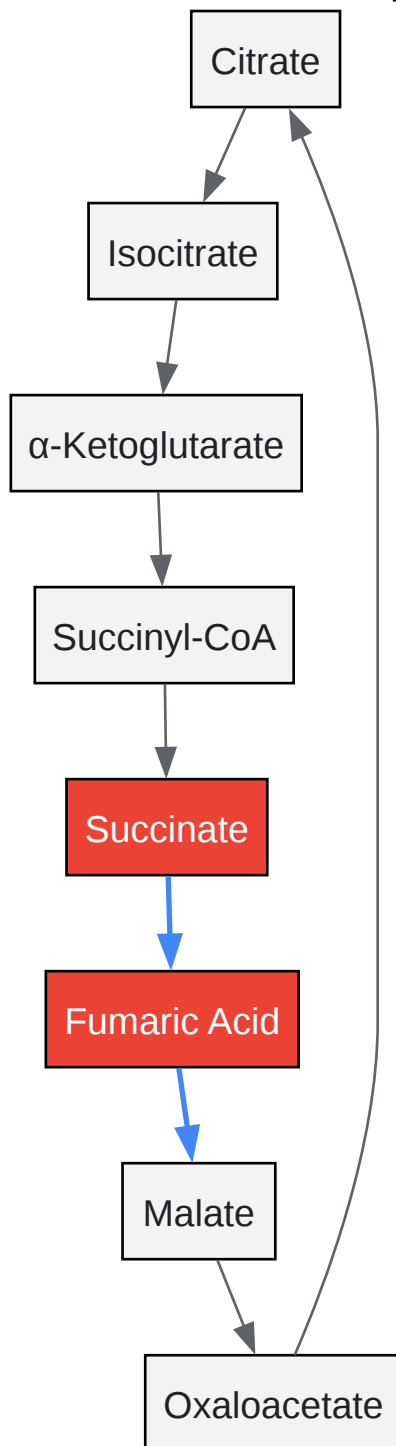 Citrate
Isocitrate
α-Ketoglutarate
Succinyl-CoA
Succinate
Fumaric Acid
Malate
Oxaloacetate